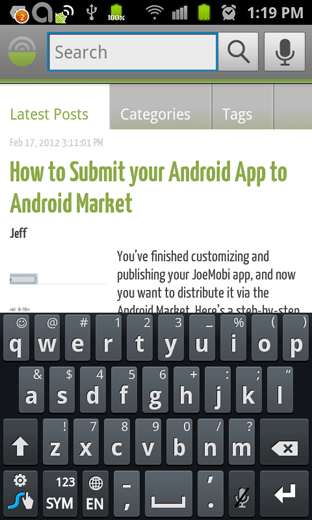 2 100% 1:19 PM
Search
Latest Posts Categories Tags
Feb 17, 2012 3:11:01 PM
How to Submit your Android App to
Android Market
Jeff
You've finished customizing and
publishing your JoeMobi app, and now
you want to distribute it via the
Android Market. Here's a step-by-step
@ # 1 2 3 _ % ( )
q w e r t y u i o p
& $ 4 5 6 + : ; "
a s d f g h j k l
! 7 8 9 0 / ?
z x c v b n m
123
SYM EN - , ' .